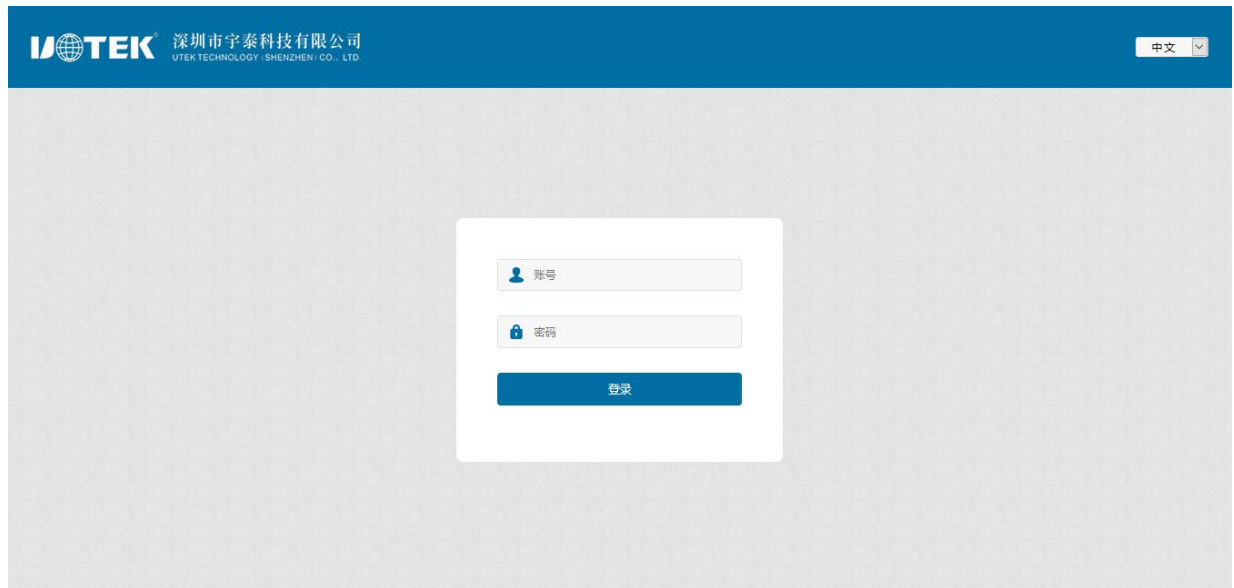 UOTEK®
深圳市宇泰科技有限公司
UTEK TECHNOLOGY (SHENZHEN) CO., LTD.
中文
账号
密码
登录